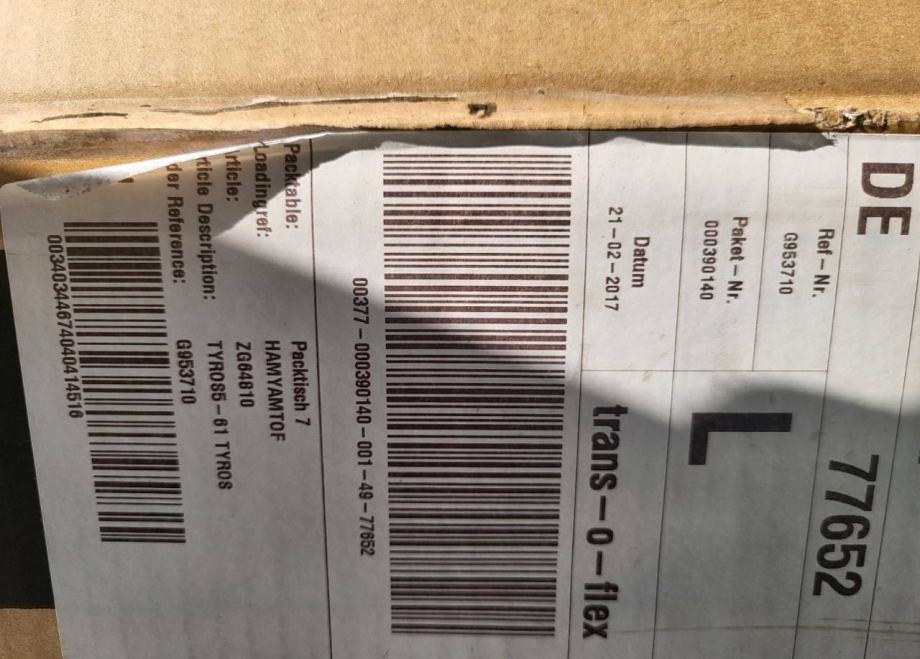 DE 77652
Ref-Nr.
G953710
Paket-Nr.
000390140
L
Datum
21-02-2017
trans-o-flex
00377-000390140-001-49-77652
Packtable: Packtisch 7
Loadingref: HAMYAMTOF
rticle: ZG64810
rticle Description: TYRO85-61 TYROS
der Reference: G953710
00340344674040414516